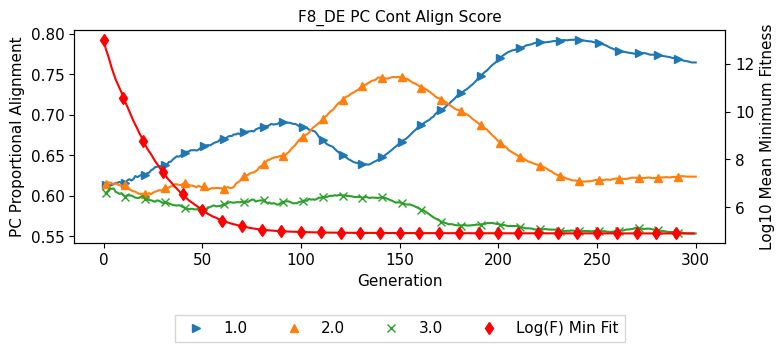 F8_DE PC Cont Align Score
PC Proportional Alignment
0.80
0.75
0.70
0.65
0.60
0.55
12
10
8
6
Log10 Mean Minimum Fitness
0 50 100 150 200 250 300
Generation
1.0 2.0 3.0 Log(F) Min Fit